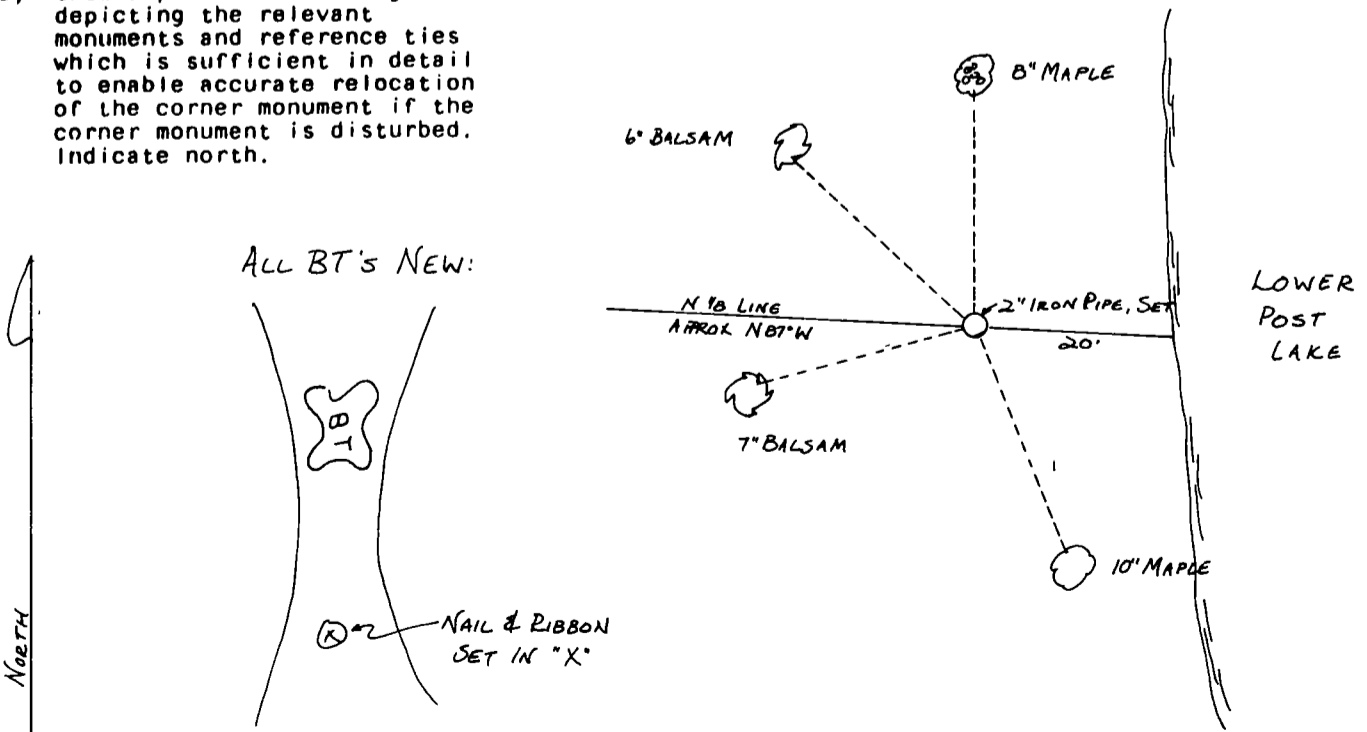 depicting the relevant
monuments and reference ties
which is sufficient in detail
to enable accurate relocation
of the corner monument if the
corner monument is disturbed.
Indicate north.
8" MAPLE
6" BALSAM
ALL BT'S NEW:
N 1/8 LINE
APPROX N87°W
2" IRON PIPE, SET
20'
LOWER
POST
LAKE
BT
7" BALSAM
10" MAPLE
X
NAIL & RIBBON
SET IN "X"
NORTH